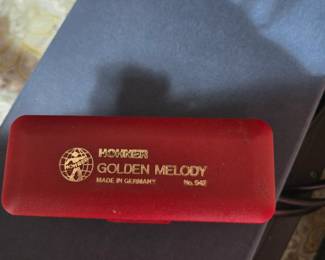 HOHNER
GOLDEN MELODY
MADE IN GERMANY No. 542